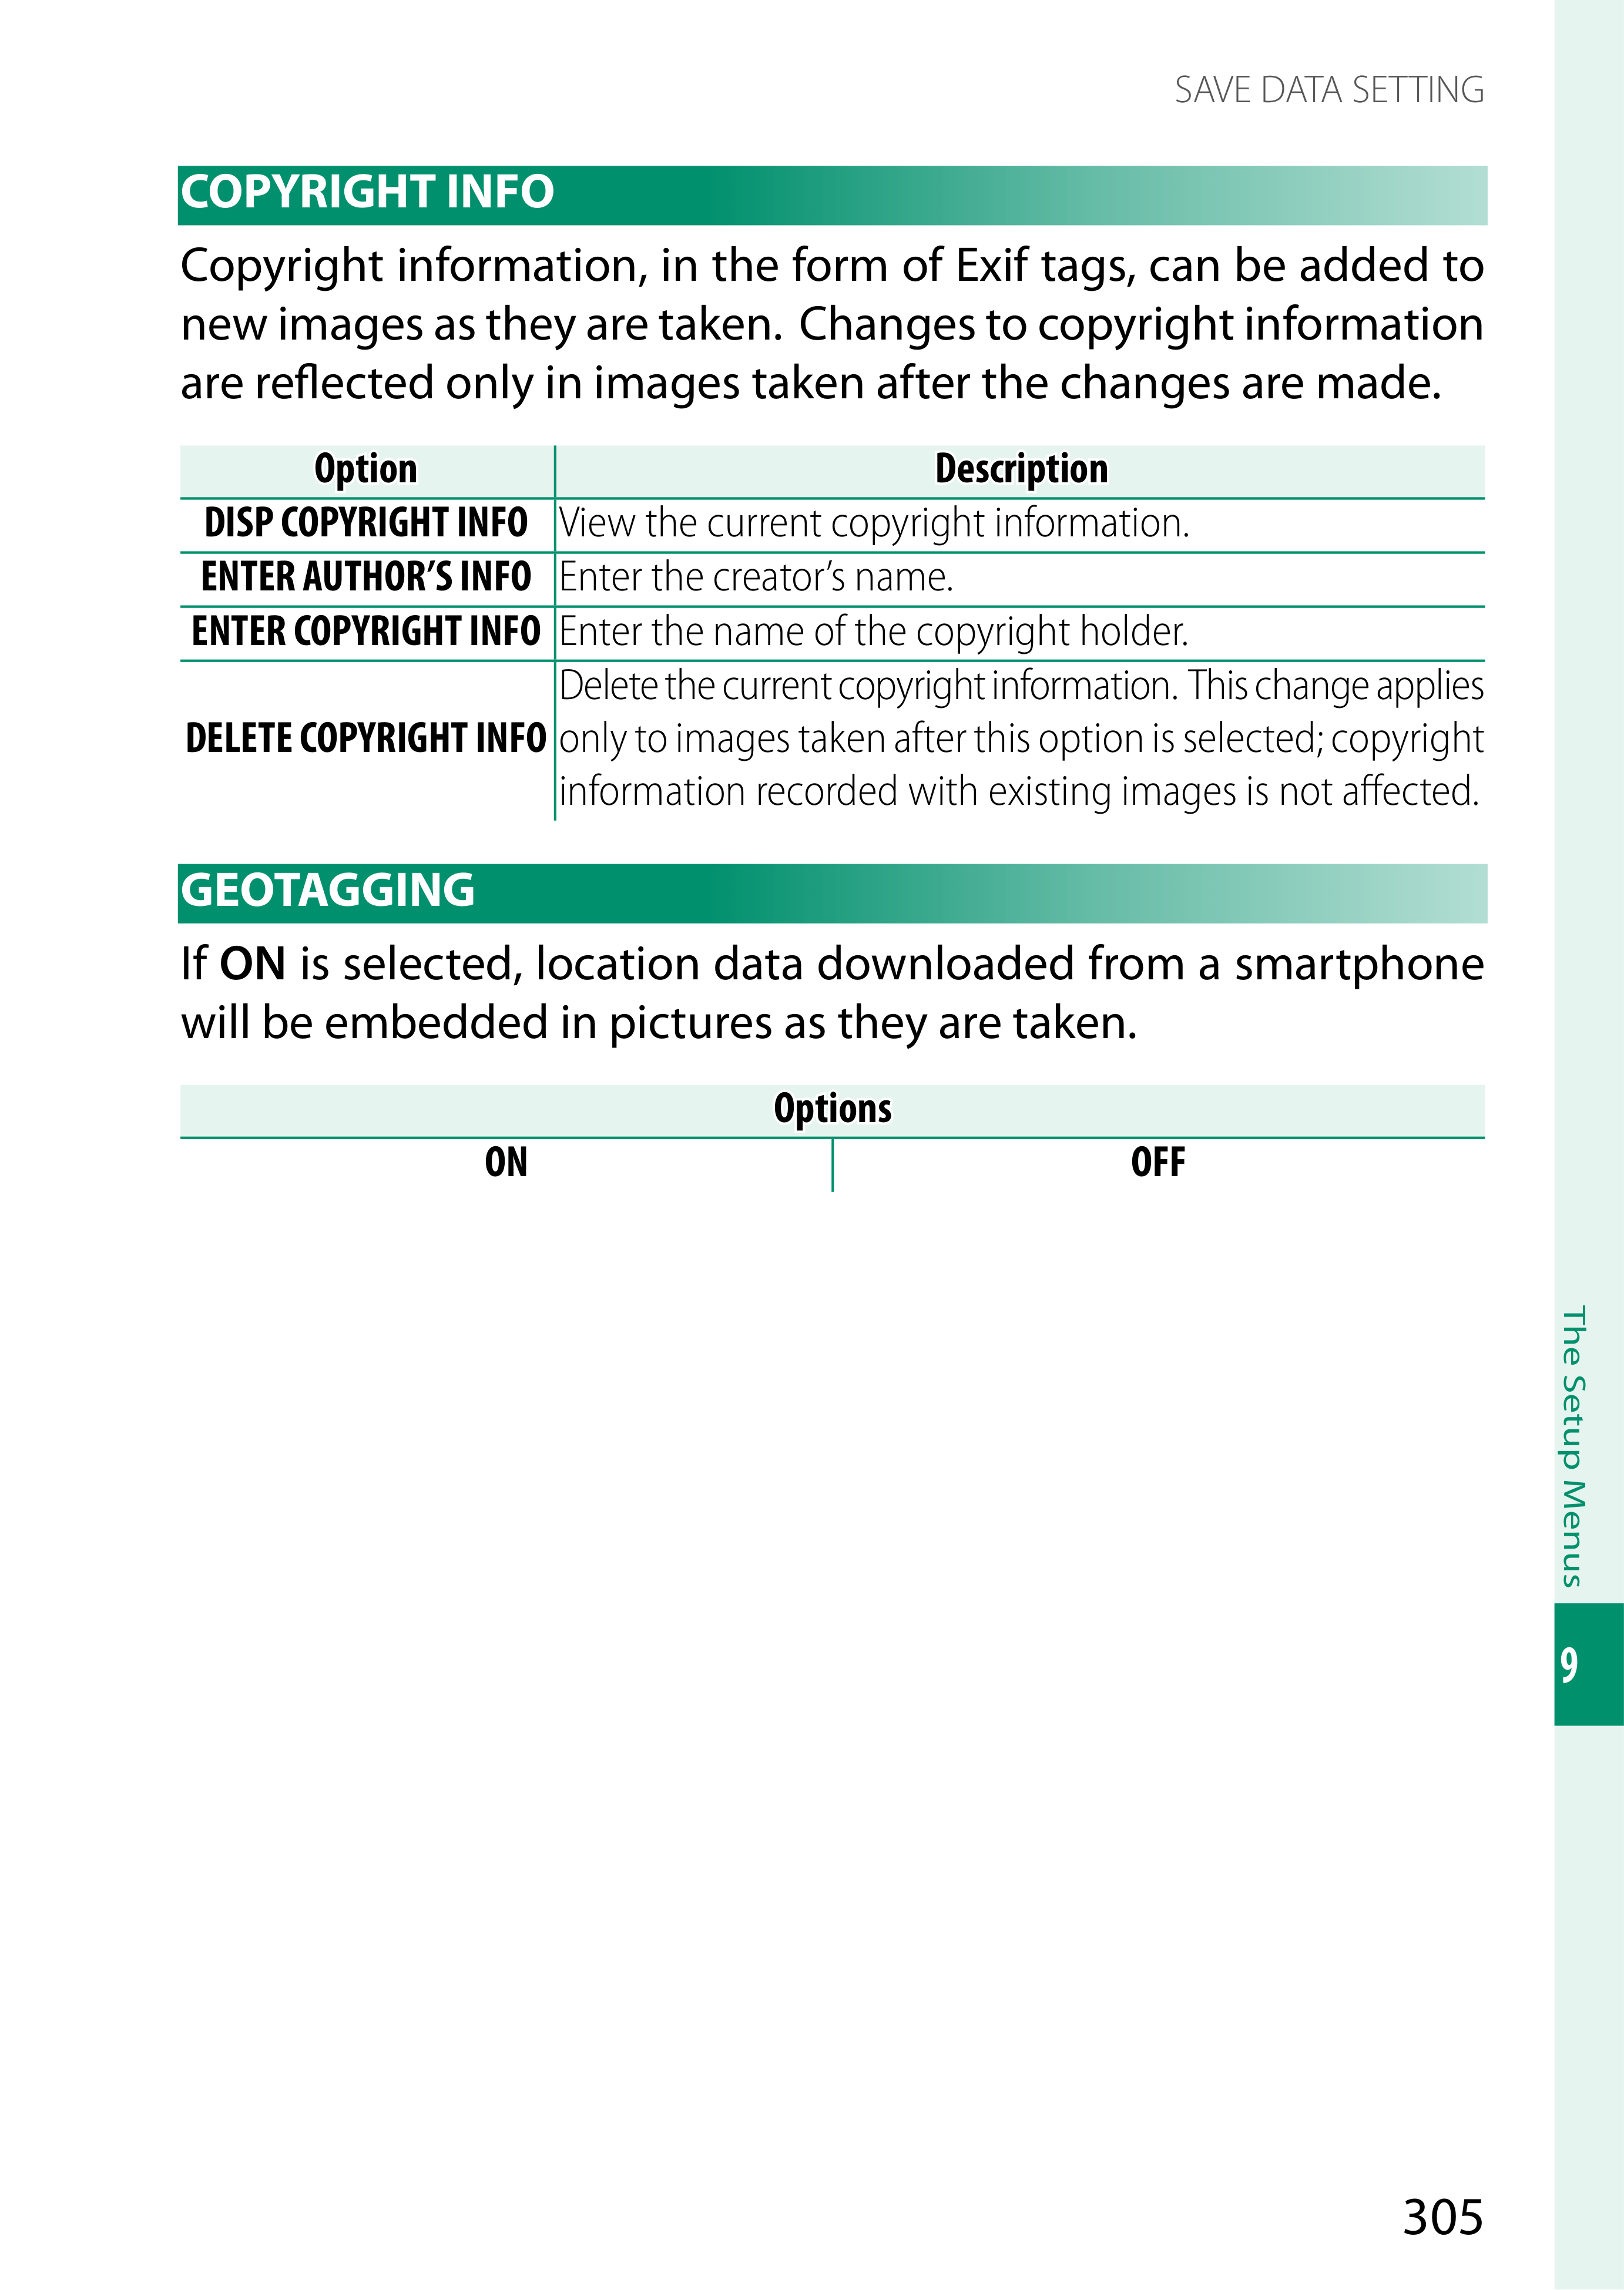 SAVE DATA SETTING
COPYRIGHT INFO
Copyright information, in the form of Exif tags, can be added to
new images as they are taken. Changes to copyright information
are reflected only in images taken after the changes are made.
Option Description
DISP COPYRIGHT INFO View the current copyright information.
ENTER AUTHOR’S INFO Enter the creator’s name.
ENTER COPYRIGHT INFO Enter the name of the copyright holder.
DELETE COPYRIGHT INFO Delete the current copyright information. This change applies
only to images taken after this option is selected; copyright
information recorded with existing images is not affected.
GEOTAGGING
If ON is selected, location data downloaded from a smartphone
will be embedded in pictures as they are taken.
Options
ON OFF
The Setup Menus
9
305